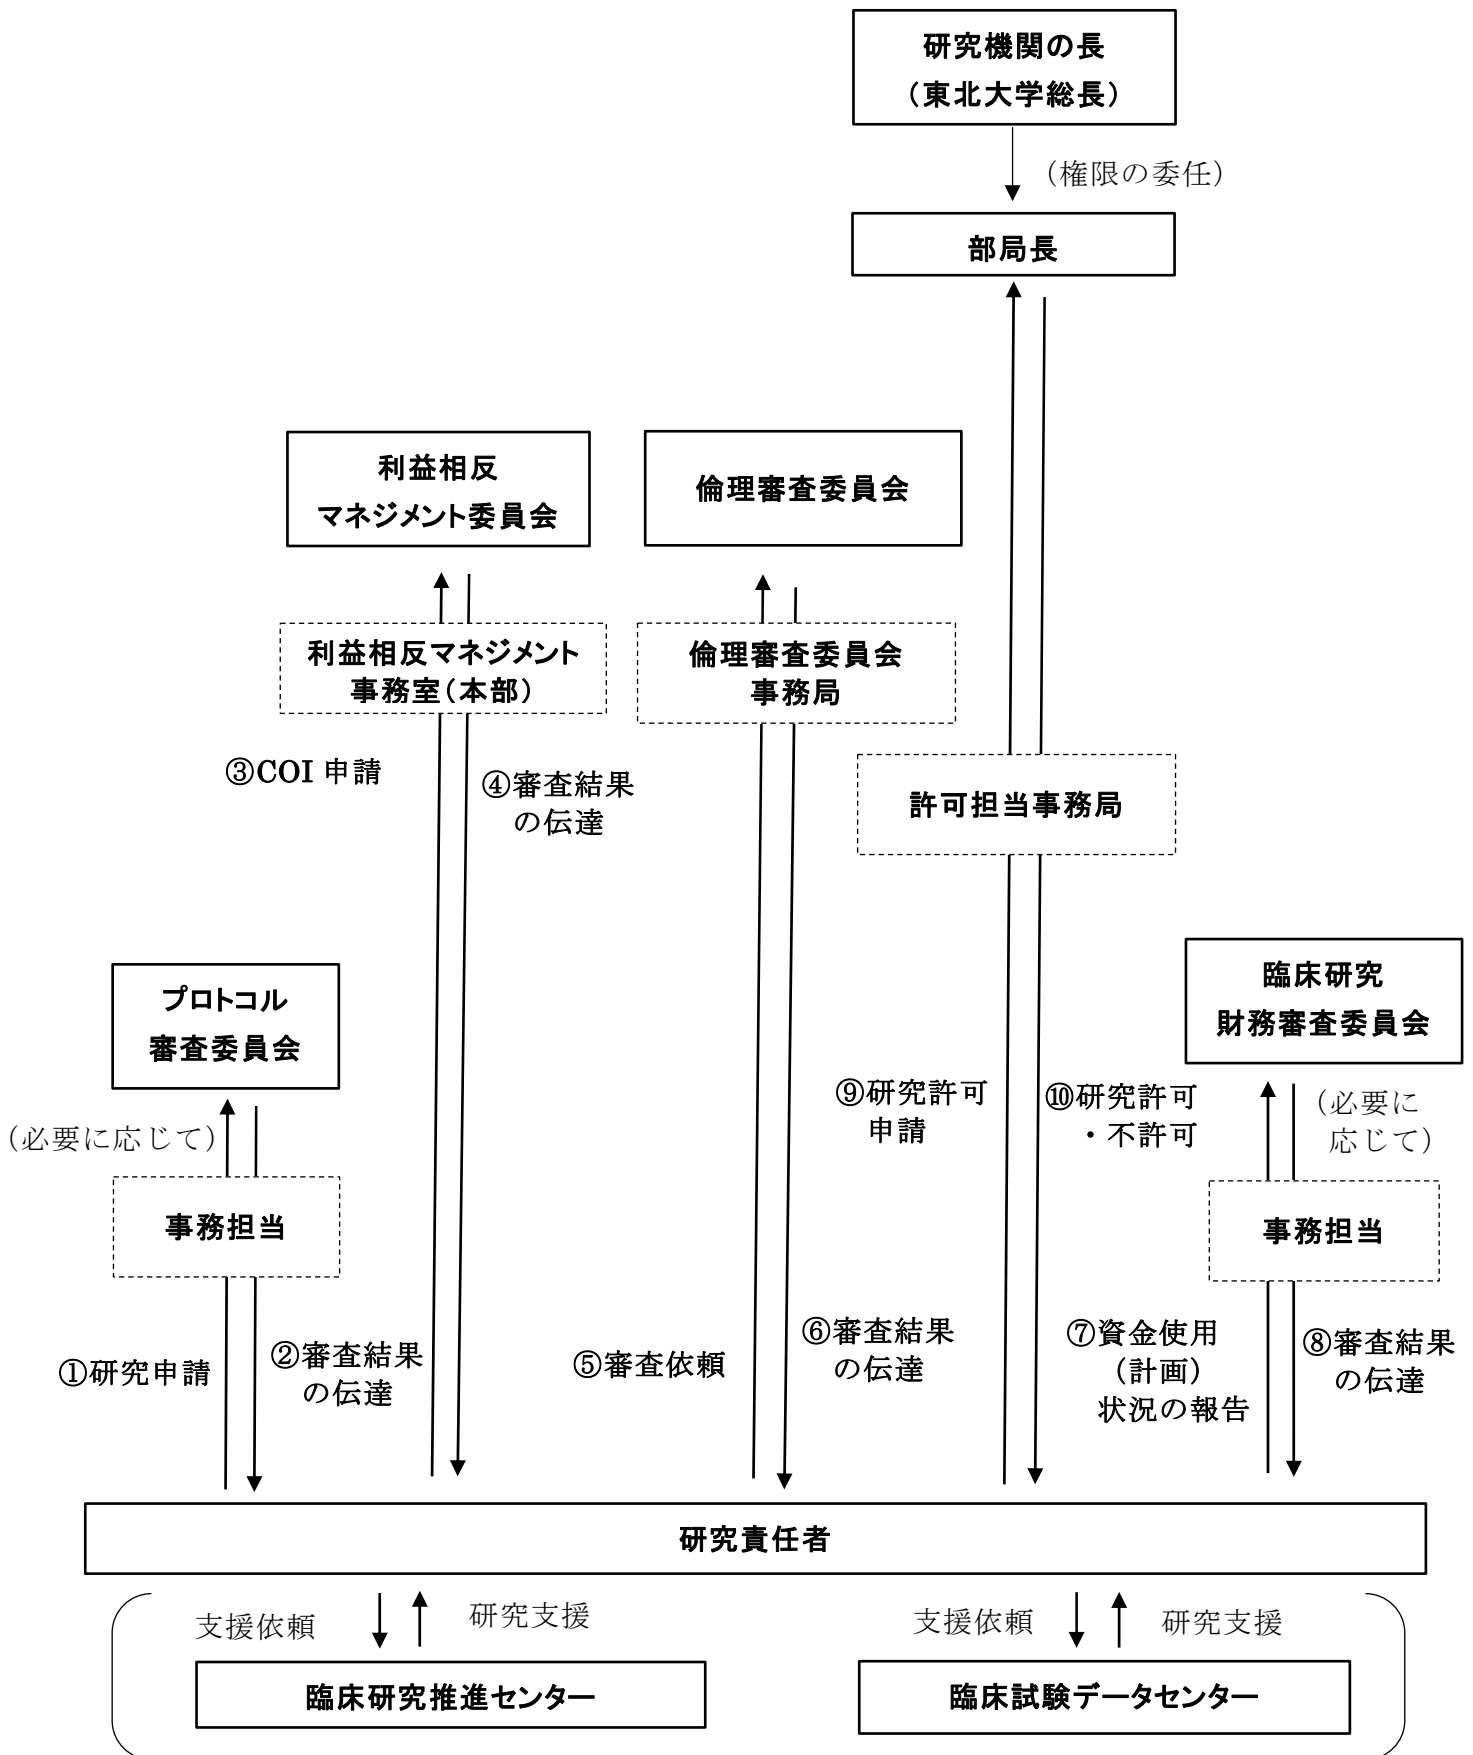 研究機関の長
（東北大学総長）
（権限の委任）
部局長
利益相反
マネジメント委員会
倫理審査委員会
利益相反マネジメント
事務室（本部）
倫理審査委員会
事務局
③COI 申請
④審査結果
の伝達
許可担当事務局
プロトコル
審査委員会
臨床研究
財務審査委員会
（必要に応じて）
⑨研究許可
申請
⑩研究許可
・不許可
（必要に
応じて）
事務担当
事務担当
①研究申請
②審査結果
の伝達
⑤審査依頼
⑥審査結果
の伝達
⑦資金使用
（計画）
状況の報告
⑧審査結果
の伝達
研究責任者
支援依頼
研究支援
支援依頼
研究支援
臨床研究推進センター
臨床試験データセンター